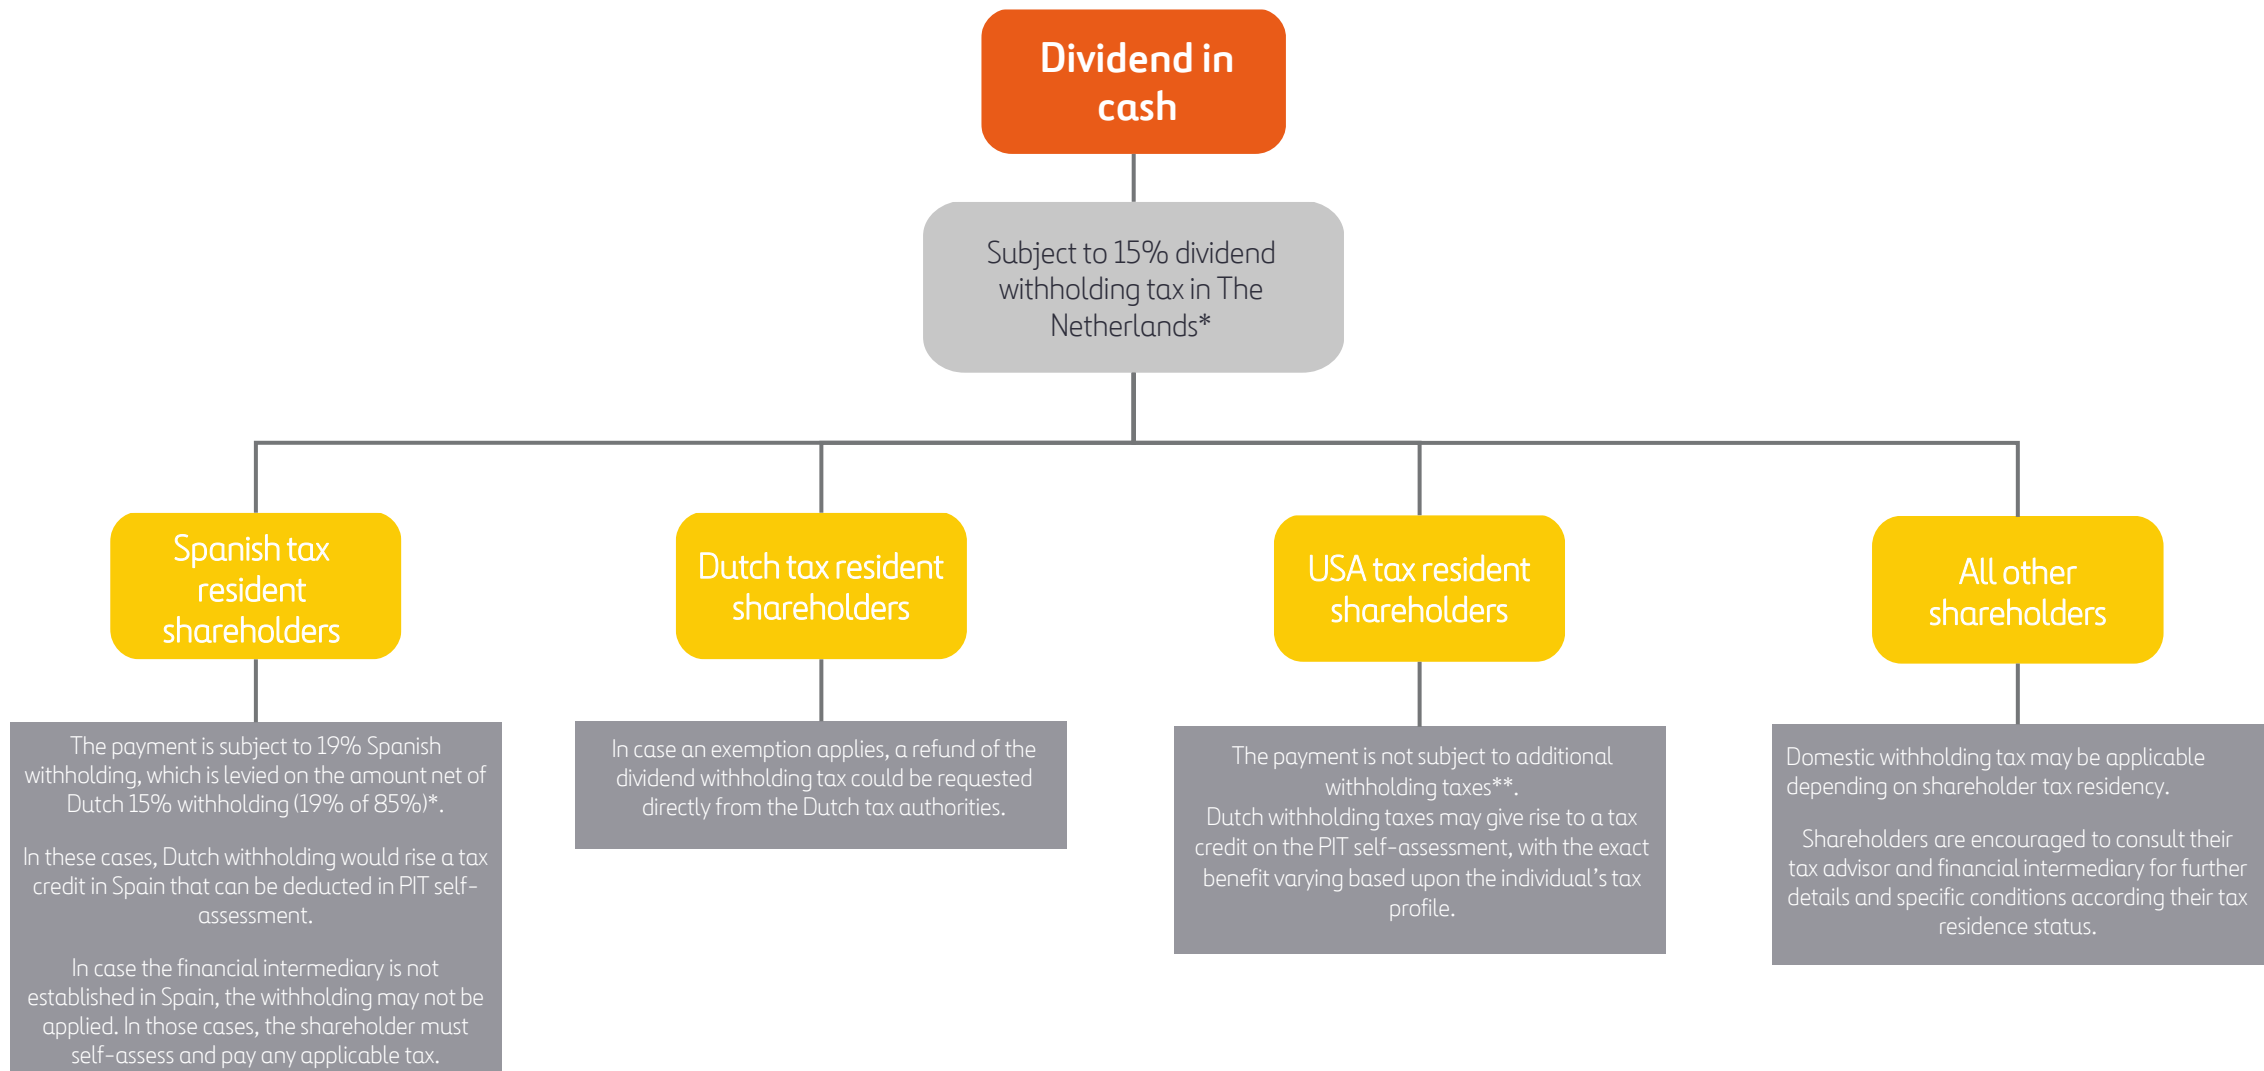 Dividend in
cash
Subject to 15% dividend
withholding tax in The
Netherlands*
Spanish tax
resident
shareholders
The payment is subject to 19% Spanish
withholding, which is levied on the amount net of
Dutch 15% withholding (19% of 85%)*.
In these cases, Dutch withholding would rise a tax
credit in Spain that can be deducted in PIT self-
assessment.
In case the financial intermediary is not
established in Spain, the withholding may not be
applied. In those cases, the shareholder must
self-assess and pay any applicable tax.
Dutch tax resident
shareholders
In case an exemption applies, a refund of the
dividend withholding tax could be requested
directly from the Dutch tax authorities.
USA tax resident
shareholders
The payment is not subject to additional
withholding taxes**.
Dutch withholding taxes may give rise to a tax
credit on the PIT self-assessment, with the exact
benefit varying based upon the individual's tax
profile.
All other
shareholders
Domestic withholding tax may be applicable
depending on shareholder tax residency.
Shareholders are encouraged to consult their
tax advisor and financial intermediary for further
details and specific conditions according their tax
residence status.